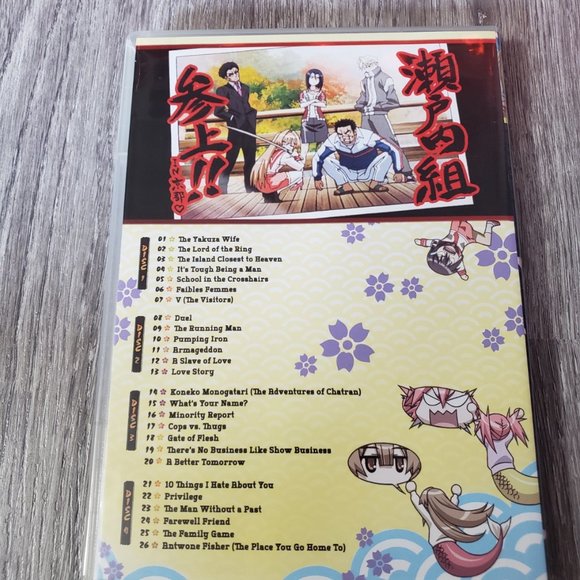 瀬戸内組
参上!!
IN京都♡
DISC 1
01 ☆ The Yakuza Wife
02 ☆ The Lord of the Ring
03 ☆ The Island Closest to Heaven
04 ☆ It's Tough Being a Man
05 ☆ School in the Crosshairs
06 ☆ Faibles Femmes
07 ☆ V (The Visitors)
DISC 2
08 ☆ Duel
09 ☆ The Running Man
10 ☆ Pumping Iron
11 ☆ Armageddon
12 ☆ A Slave of Love
13 ☆ Love Story
DISC 3
14 ☆ Koneko Monogatari (The Adventures of Chatran)
15 ☆ What's Your Name?
16 ☆ Minority Report
17 ☆ Cops vs. Thugs
18 ☆ Gate of Flesh
19 ☆ There's No Business Like Show Business
20 ☆ A Better Tomorrow
DISC 4
21 ☆ 10 Things I Hate About You
22 ☆ Privilege
23 ☆ The Man Without a Past
24 ☆ Farewell Friend
25 ☆ The Family Game
26 ☆ Antwone Fisher (The Place You Go Home To)